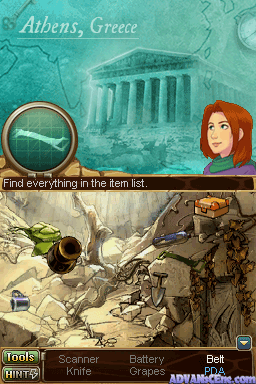 Athens, Greece
Find everything in the item list.
Tools Scanner Battery Belt
HINT Knife Grapes PDA
ADVANsCEne.com